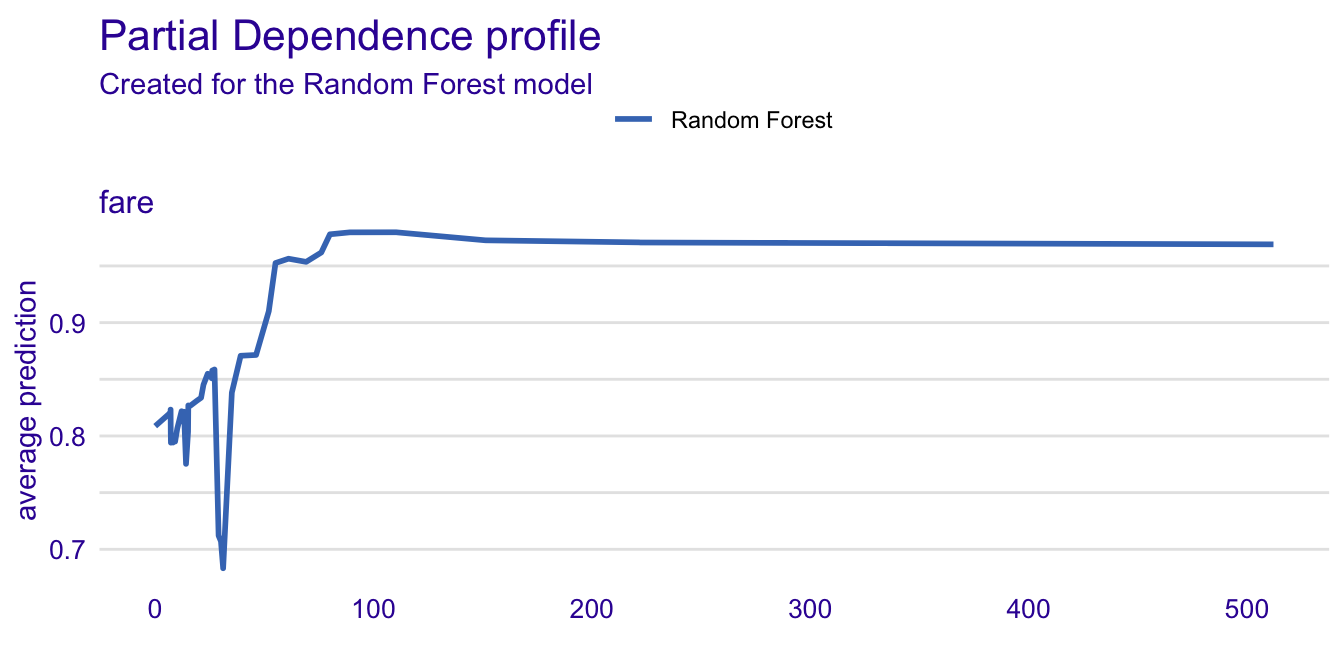 Partial Dependence profile
Created for the Random Forest model
Random Forest
fare
average prediction
0.9
0.8
0.7
0 100 200 300 400 500